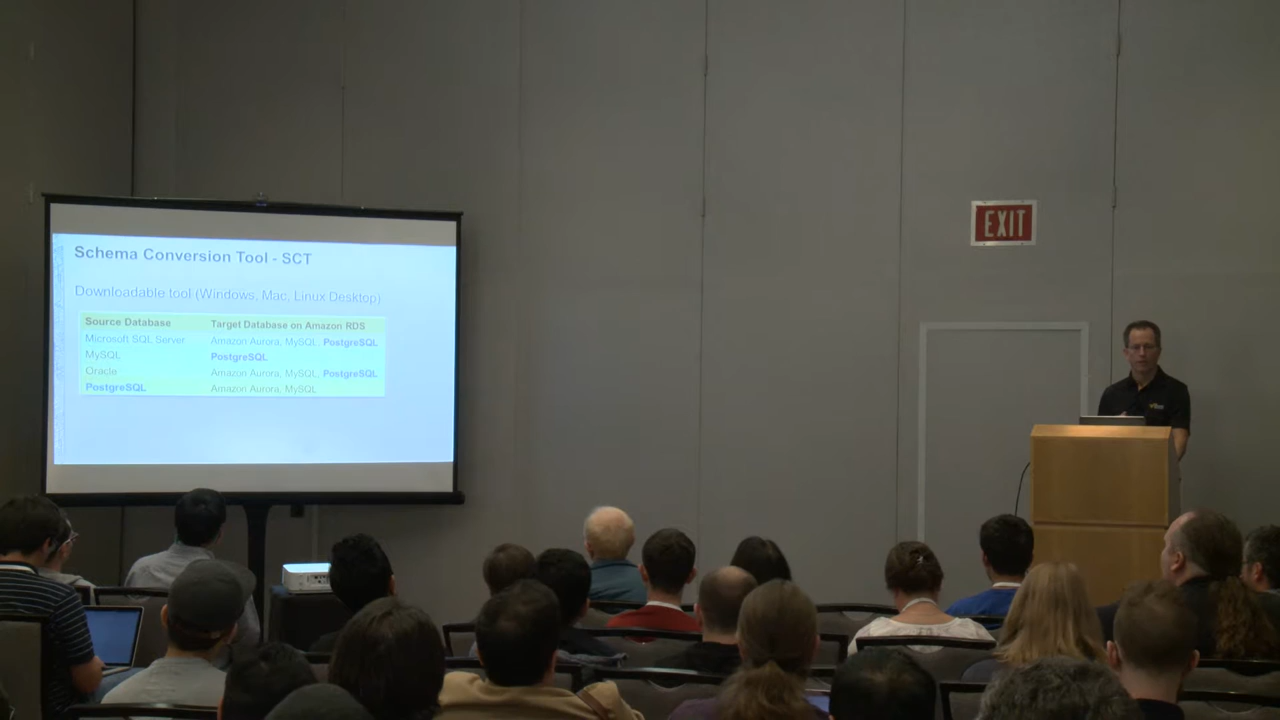 Schema Conversion Tool - SCT
Downloadable tool (Windows, Mac, Linux Desktop)
Source Database Target Database on Amazon RDS
Microsoft SQL Server Amazon Aurora, MySQL, PostgreSQL
MySQL PostgreSQL
Oracle Amazon Aurora, MySQL, PostgreSQL
PostgreSQL Amazon Aurora, MySQL
EXIT